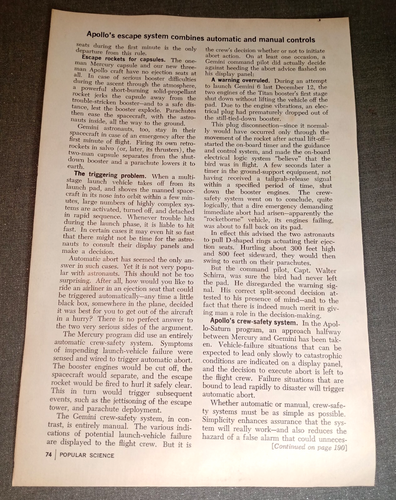 Apollo's escape system combines automatic and manual controls
seats during the first minute is the only
departure from this rule.
Escape rockets for capsules. The one-
man Mercury capsule and our new three-
man Apollo craft have no ejection seats at
all. In case of serious booster difficulties
during the ascent through the atmosphere,
a powerful short-burning solid-propellant
rocket jerks the capsule away from the
trouble-stricken booster—and to a safe dis-
tance, lest the booster explode. Parachutes
then ease the spacecraft, with the astro-
nauts inside, all the way to the ground.
Gemini astronauts, too, stay in their
spacecraft in case of an emergency after the
first minute of flight. Firing its own retro-
rockets in salvo (or, later, its thruster), the
two-man capsule separates from the shut-
down booster and a parachute lowers it to
earth.
The triggering problem. When a multi-
stage launch vehicle takes off from its
launch pad, and shoves the manned space-
craft in its nose into orbit within a few min-
utes, large numbers of highly complex sys-
tems are activated, turned off, and detached
in rapid sequence. Whenever trouble hits
during the launch phase, it is liable to hit
fast. In certain cases it may even hit so fast
that there might not be time for the astro-
nauts to consult their display panels and
make a decision.
Automatic abort has seemed the only an-
swer in such cases. Yet it is not very popu-
lar with astronauts. This should not be too
surprising. After all, how would you like to
ride an airliner in an ejection seat that could
be triggered automatically—any time a little
black box, somewhere in the plane, decided
it was best for you to get out of the aircraft
in a hurry? There is no perfect answer to
the two very serious sides of the argument.
The Mercury program did use an entirely
automatic crew-safety system. Symptoms
of impending launch-vehicle failure were
sensed and wired to trigger automatic abort.
The booster engines would be cut off, the
spacecraft would separate, and the escape
rocket would be fired to hurl it safely clear.
This in turn would trigger subsequent
events, such as the jettisoning of the escape
tower, and parachute deployment.
The Gemini crew-safety system, in con-
trast, is entirely manual. The various indi-
cations of potential launch-vehicle failure
are displayed to the flight crew. But it is
the crew's decision whether or not to initiate
abort action. On at least one occasion, a
Gemini command pilot did actually decide
against heeding the abort advice flashed on
his display panel:
A warning overruled. During an attempt
to launch Gemini 6 last December 12, the
two engines of the Titan booster's first stage
shut down without lifting the vehicle off the
pad. Due to the engine vibrations, an elec-
trical plug had prematurely dropped out of
the still-tied-down booster.
This plug disconnection—since it normal-
ly would have occurred only through the
movement of the rocket after actual lift-off—
started the on-board timer and the guidance
and control system, and made the on-board
electrical logic system "believe" that the
bird was in flight. A few seconds later a
timer in the ground-support equipment, not
having received a tailgrab-release signal
within a specified period of time, shut
down the booster engines. The crew-
safety system went on to conclude, quite
logically, that a dire emergency demanding
immediate abort had arisen—apparently the
"rocketborne" vehicle, its engines failing,
was about to fall back on its pad.
In effect this advised the two astronauts
to pull D-shaped rings actuating their ejec-
tion seats. Hurtling about 300 feet high
and 800 feet sideward, they would then
swing to earth on their parachutes.
But the command pilot, Capt. Walter
Schirra, was sure the bird had never left
the pad. He disregarded the warning sig-
nal. His correct split-second decision at-
tested to his presence of mind—and to the
fact that there is indeed much merit in giv-
ing man a role in the decision-making.
Apollo's crew-safety system. In the Apol-
lo-Saturn program, an approach halfway
between Mercury and Gemini has been tak-
en. Vehicle-failure situations that can be
expected to lead only slowly to catastrophic
conditions are indicated on a display panel,
and the decision to execute abort is left to
the flight crew. Failure situations that are
bound to lead rapidly to disaster will trigger
automatic abort.
Whether automatic or manual, crew-safe-
ty systems must be as simple as possible.
Simplicity enhances assurance that the sys-
tem will really work—and also reduces the
hazard of a false alarm that could unneces-
[Continued on page 190]
74 | POPULAR SCIENCE